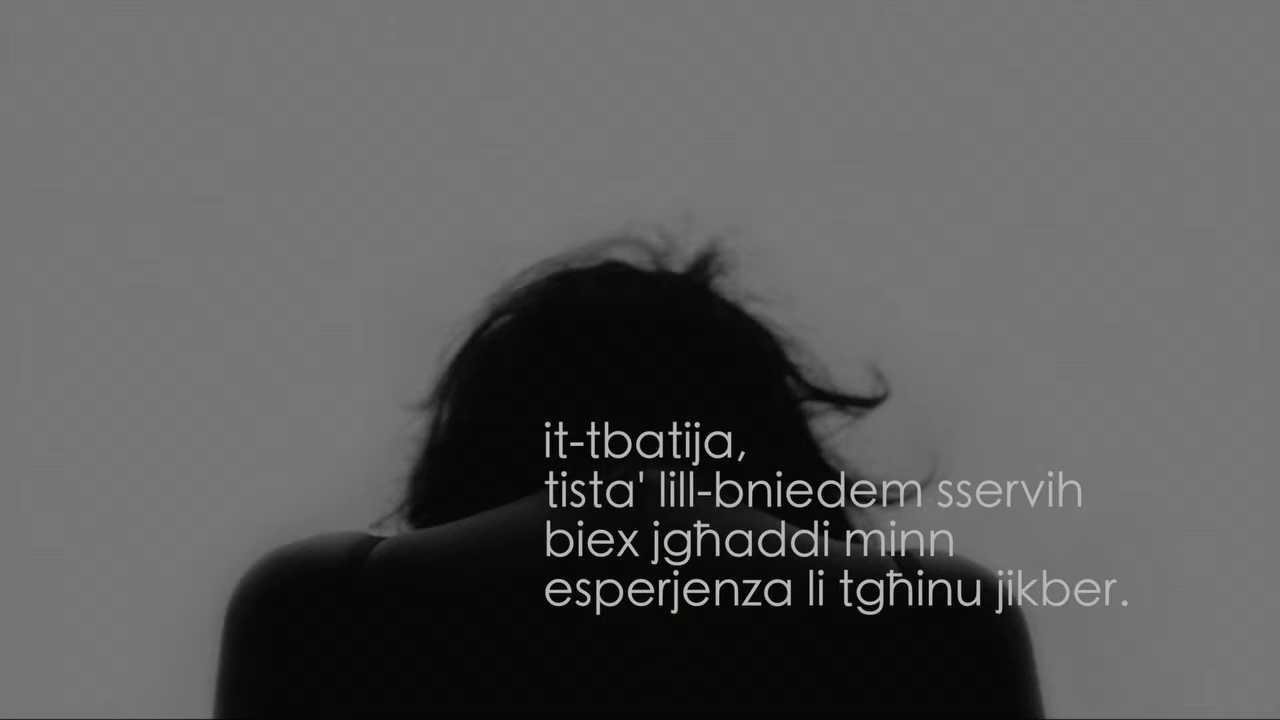 it-tbatija,
tista' lill-bniedem sservih
biex jgħaddi minn
esperjenza li tgħinu jikber.